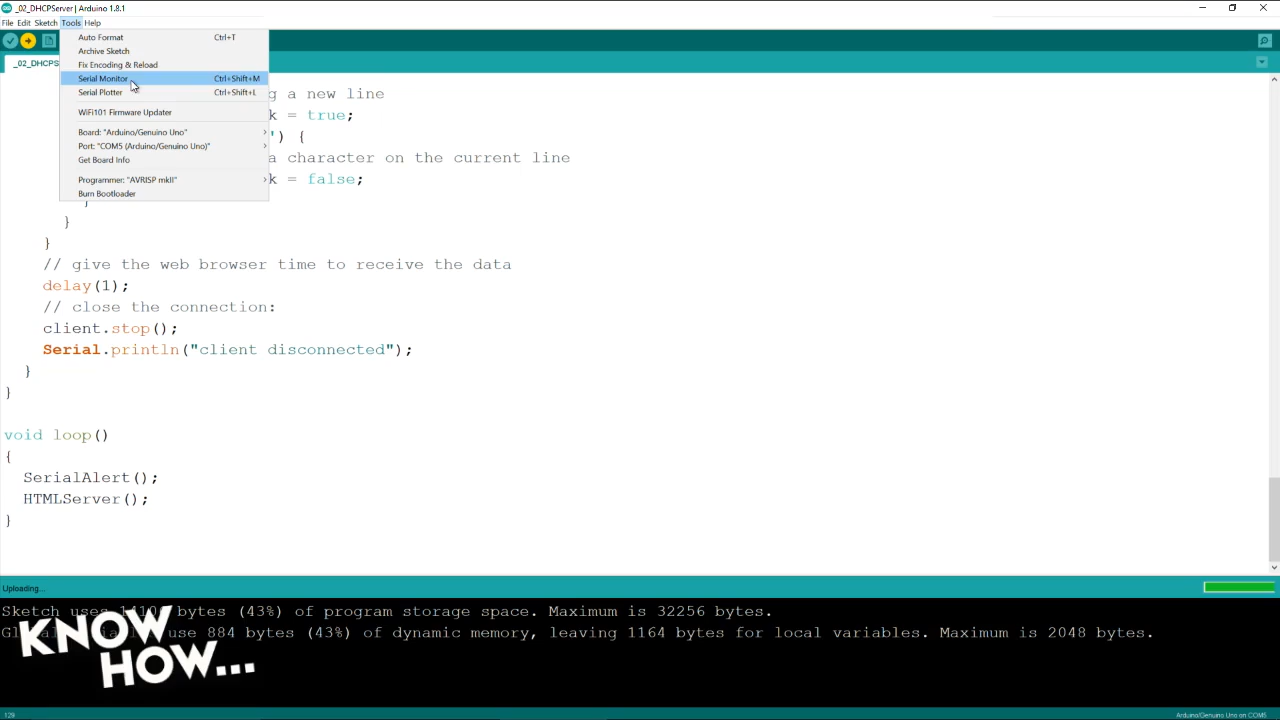 _02_DHCPServer | Arduino 1.8.1
File Edit Sketch Tools Help
Auto Format Ctrl+T
Archive Sketch
Fix Encoding & Reload
Serial Monitor Ctrl+Shift+M
Serial Plotter Ctrl+Shift+L
WiFi101 Firmware Updater
Board: "Arduino/Genuino Uno"
Port: "COM5 (Arduino/Genuino Uno)"
Get Board Info
Programmer: "AVRISP mkII"
Burn Bootloader
_02_DHCPS
g a new line
k = true;
') {
a character on the current line
k = false;
}
}
}
// give the web browser time to receive the data
delay(1);
// close the connection:
client.stop();
Serial.println("client disconnected");
}
}
void loop()
{
SerialAlert();
HTMLServer();
}
Uploading...
Sketch uses bytes (43%) of program storage space. Maximum is 32256 bytes.
use 884 bytes (43%) of dynamic memory, leaving 1164 bytes for local variables. Maximum is 2048 bytes.
KNOW
HOW...
129
Arduino/Genuino Uno on COM5